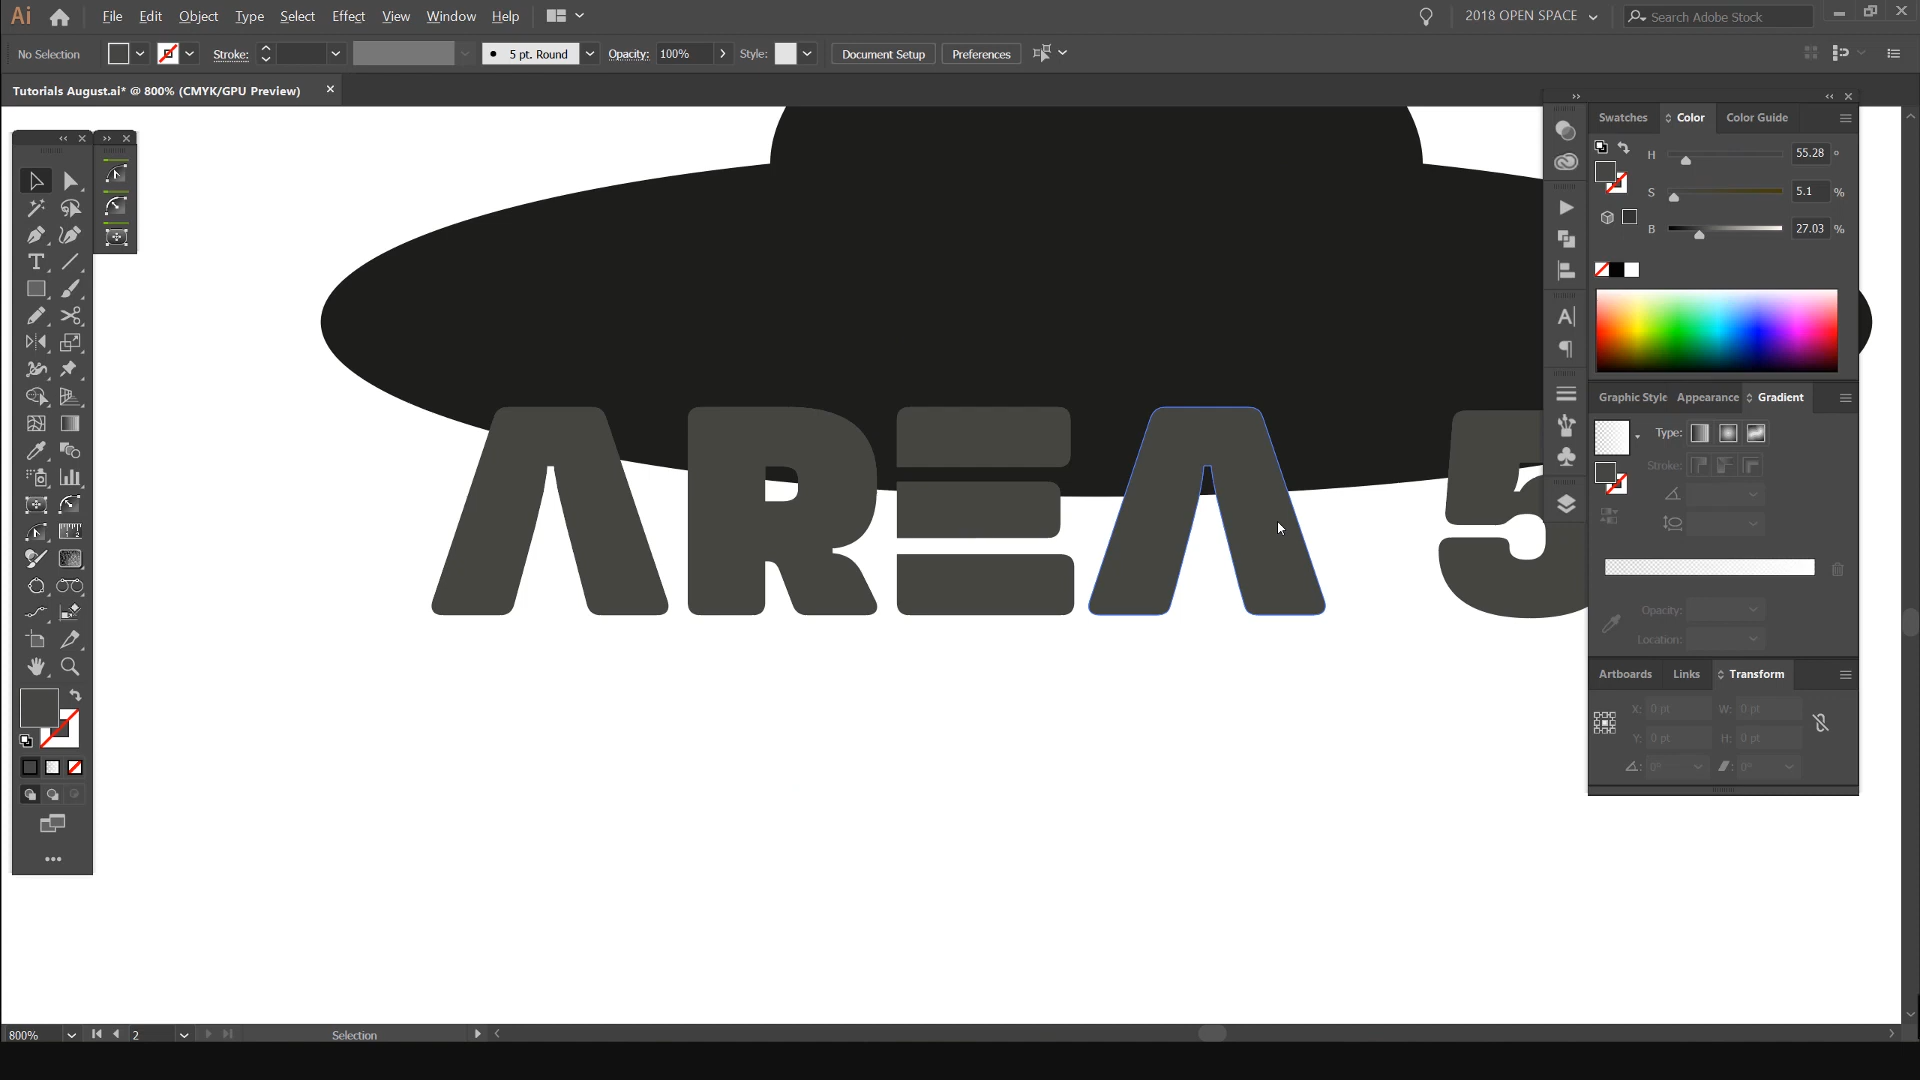 Ai File Edit Object Type Select Effect View Window Help 2018 OPEN SPACE Search Adobe Stock
No Selection Stroke: 5 pt. Round Opacity: 100% Style: Document Setup Preferences
Tutorials August.ai* @ 800% (CMYK/GPU Preview)
Swatches Color Color Guide
H 55.28 °
S 5.1 %
B 27.03 %
Graphic Style Appearance Gradient
Type:
Stroke:
Opacity:
Location:
AREA 5
Artboards Links Transform
X: 0 pt W: 0 pt
Y: 0 pt H: 0 pt
0° 0°
800% 2 Selection